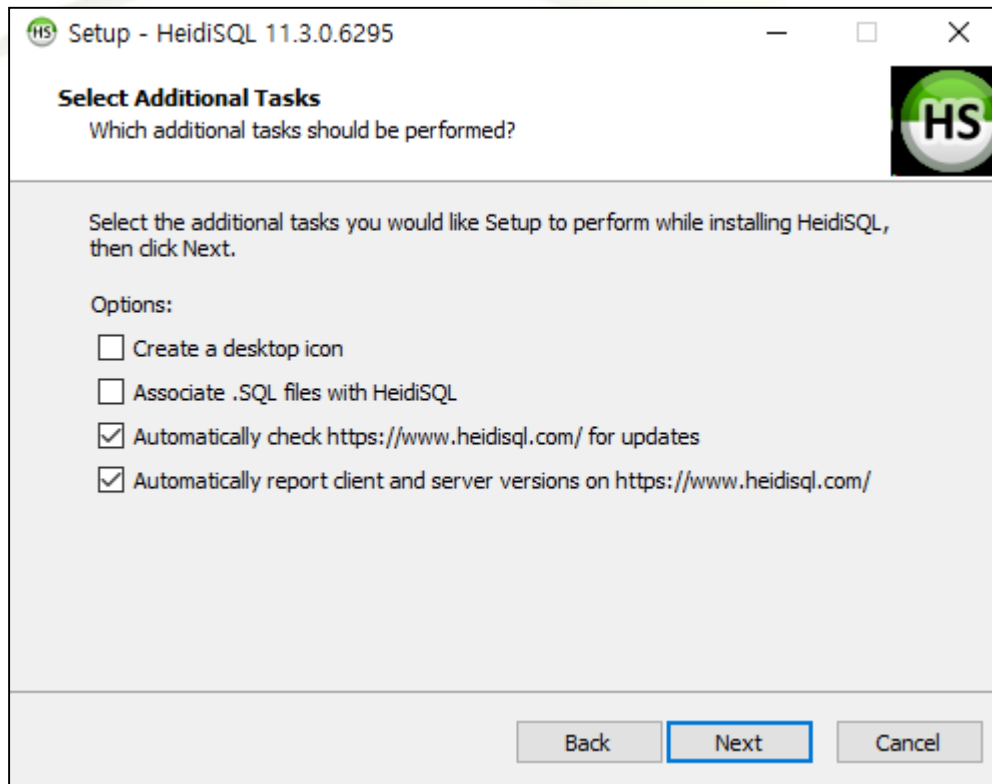 HS Setup - HeidiSQL 11.3.0.6295
Select Additional Tasks
Which additional tasks should be performed?
HS
Select the additional tasks you would like Setup to perform while installing HeidiSQL,
then click Next.
Options:
Create a desktop icon
Associate .SQL files with HeidiSQL
Automatically check https://www.heidisql.com/ for updates
Automatically report client and server versions on https://www.heidisql.com/
Back Next Cancel